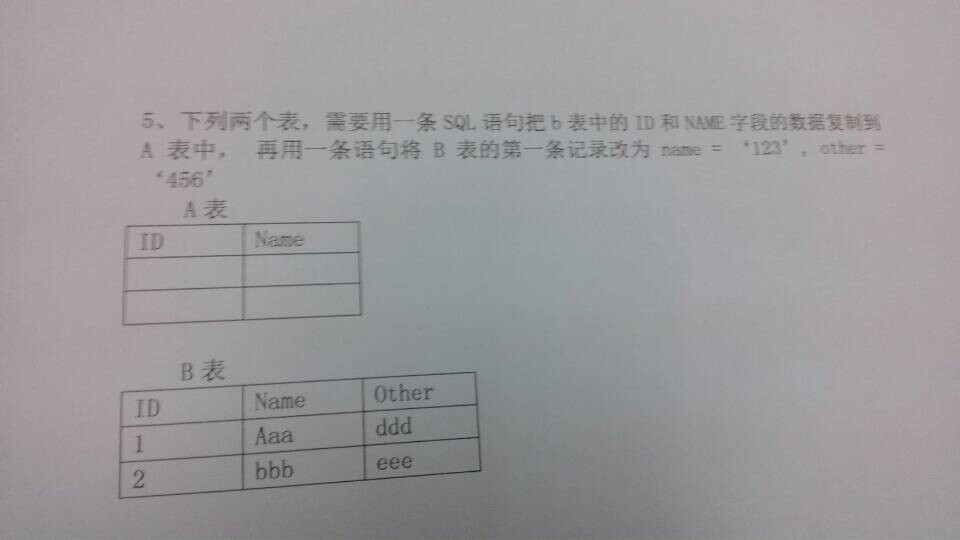 5、下列两个表，需要用一条 SQL 语句把 b 表中的 ID 和 NAME 字段的数据复制到
A 表中， 再用一条语句将 B 表的第一条记录改为 name = ‘123’, other =
‘456’
A 表
ID Name
B 表
ID Name Other
1 Aaa ddd
2 bbb eee